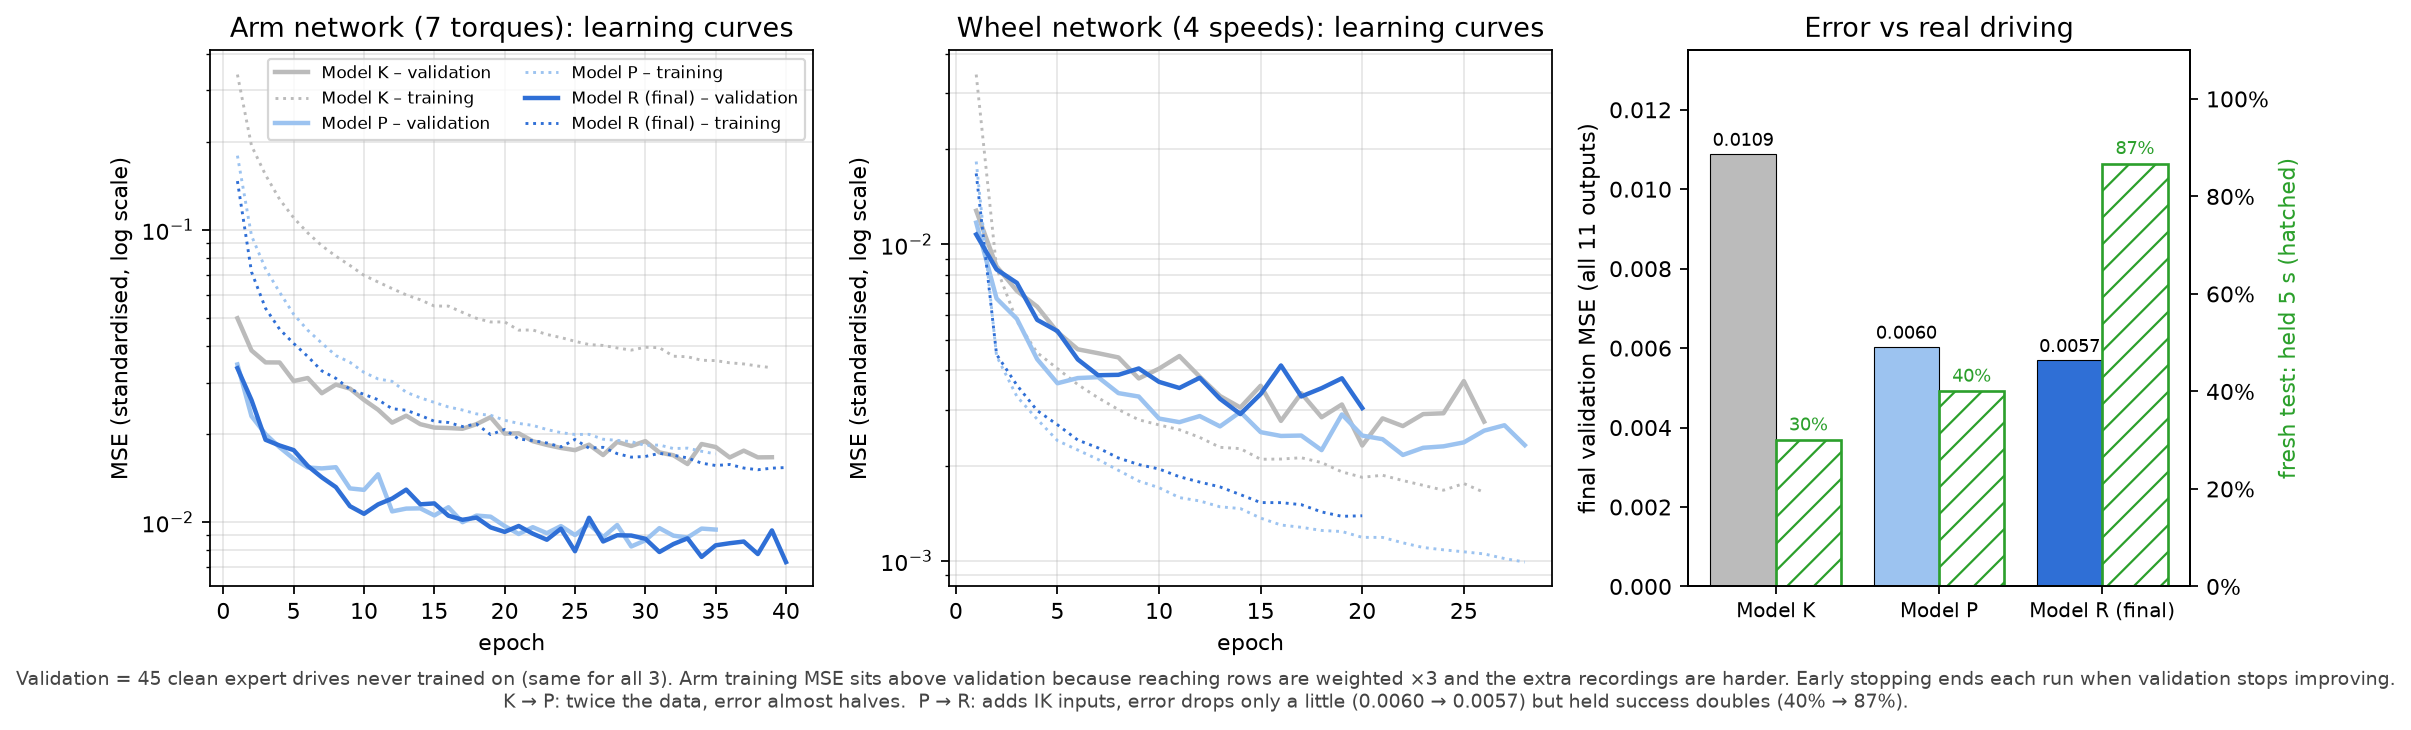 Arm network (7 torques): learning curves
MSE (standardised, log scale)
10⁻¹
10⁻²
Model K – validation
Model K – training
Model P – validation
Model P – training
Model R (final) – validation
Model R (final) – training
0 5 10 15 20 25 30 35 40
epoch
Wheel network (4 speeds): learning curves
MSE (standardised, log scale)
10⁻²
10⁻³
0 5 10 15 20 25
epoch
Error vs real driving
final validation MSE (all 11 outputs)
0.012
0.010
0.008
0.006
0.004
0.002
0.000
0.0109
30%
0.0060
40%
0.0057
87%
Model K Model P Model R (final)
100%
80%
60%
40%
20%
0%
fresh test: held 5 s (hatched)
Validation = 45 clean expert drives never trained on (same for all 3). Arm training MSE sits above validation because reaching rows are weighted ×3 and the extra recordings are harder. Early stopping ends each run when validation stops improving.
K → P: twice the data, error almost halves. P → R: adds IK inputs, error drops only a little (0.0060 → 0.0057) but held success doubles (40% → 87%).